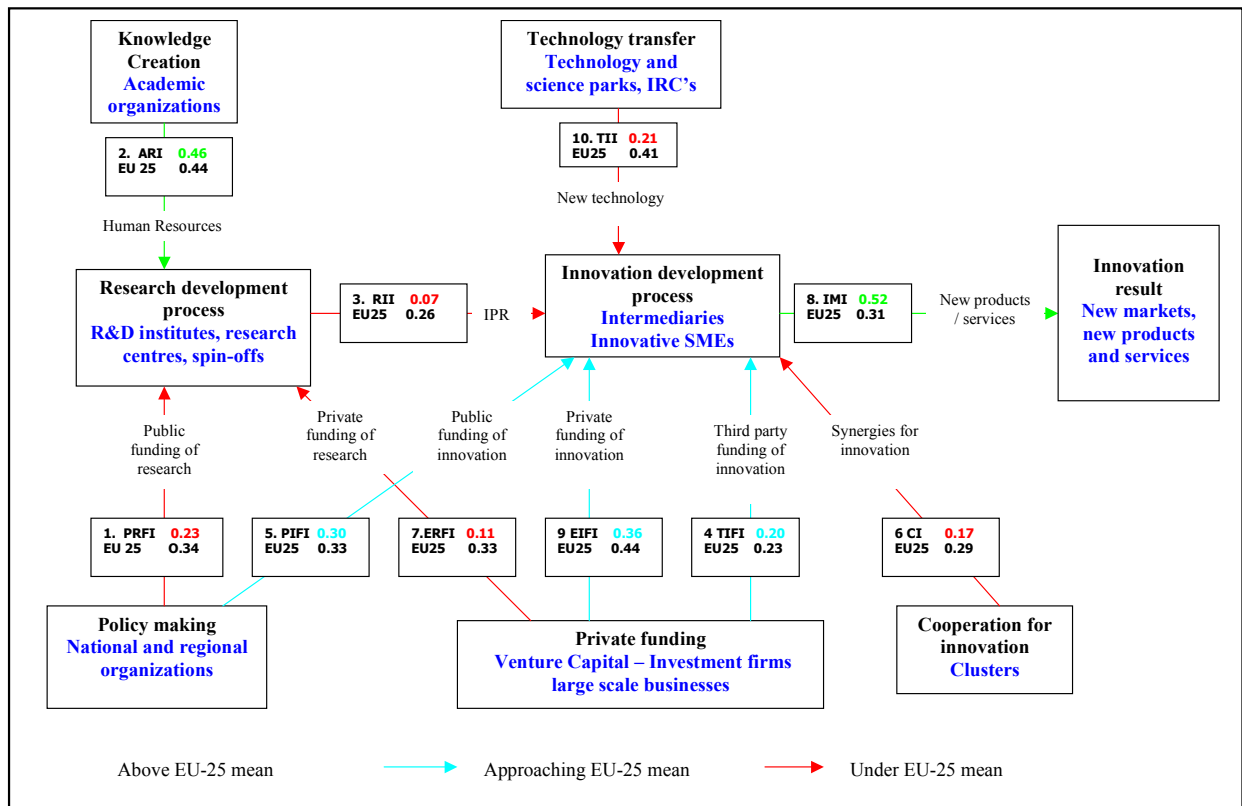 Knowledge
Creation
Academic
organizations
Technology transfer
Technology and
science parks, IRC's
2. ARI 0.46
EU 25 0.44
10. TII 0.21
EU25 0.41
Human Resources
New technology
Research development
process
R&D institutes, research
centres, spin-offs
3. RII 0.07
EU25 0.26
IPR
Innovation development
process
Intermediaries
Innovative SMEs
8. IMI 0.52
EU25 0.31
New products
/ services
Innovation
result
New markets,
new products
and services
Public
funding of
research
Private
funding of
research
Public
funding of
innovation
Private
funding of
innovation
Third party
funding of
innovation
Synergies for
innovation
1. PRFI 0.23
EU 25 0.34
5. PIFI 0.30
EU25 0.33
7.ERFI 0.11
EU25 0.33
9 EIFI 0.36
EU25 0.44
4 TIFI 0.20
EU25 0.23
6 CI 0.17
EU25 0.29
Policy making
National and regional
organizations
Private funding
Venture Capital – Investment firms
large scale businesses
Cooperation for
innovation
Clusters
Above EU-25 mean
Approaching EU-25 mean
Under EU-25 mean